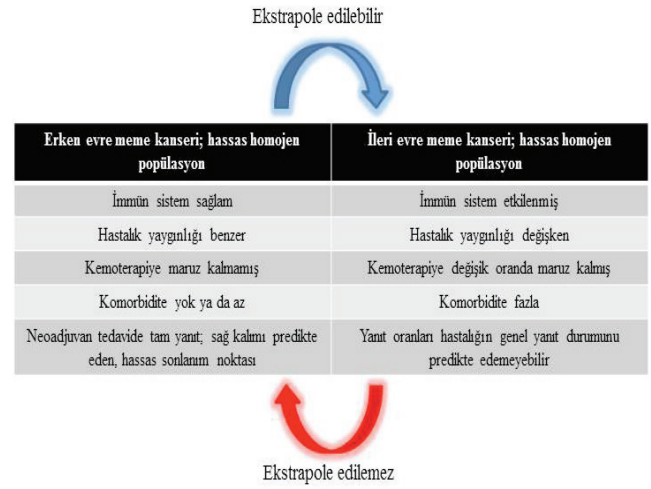 Ekstrapole edilebilir
Erken evre meme kanseri; hassas homojen
popülasyon
İleri evre meme kanseri; hassas homojen
popülasyon
İmmün sistem sağlam
İmmün sistem etkilenmiş
Hastalık yaygınlığı benzer
Hastalık yaygınlığı değişken
Kemoterapiye maruz kalmamış
Kemoterapiye değişik oranda maruz kalmış
Komorbidite yok ya da az
Komorbidite fazla
Neoadjuvan tedavide tam yanıt; sağ kalımı predikte
eden, hassas sonlanım noktası
Yanıt oranları hastalığın genel yanıt durumunu
predikte edemeyebilir
Ekstrapole edilemez